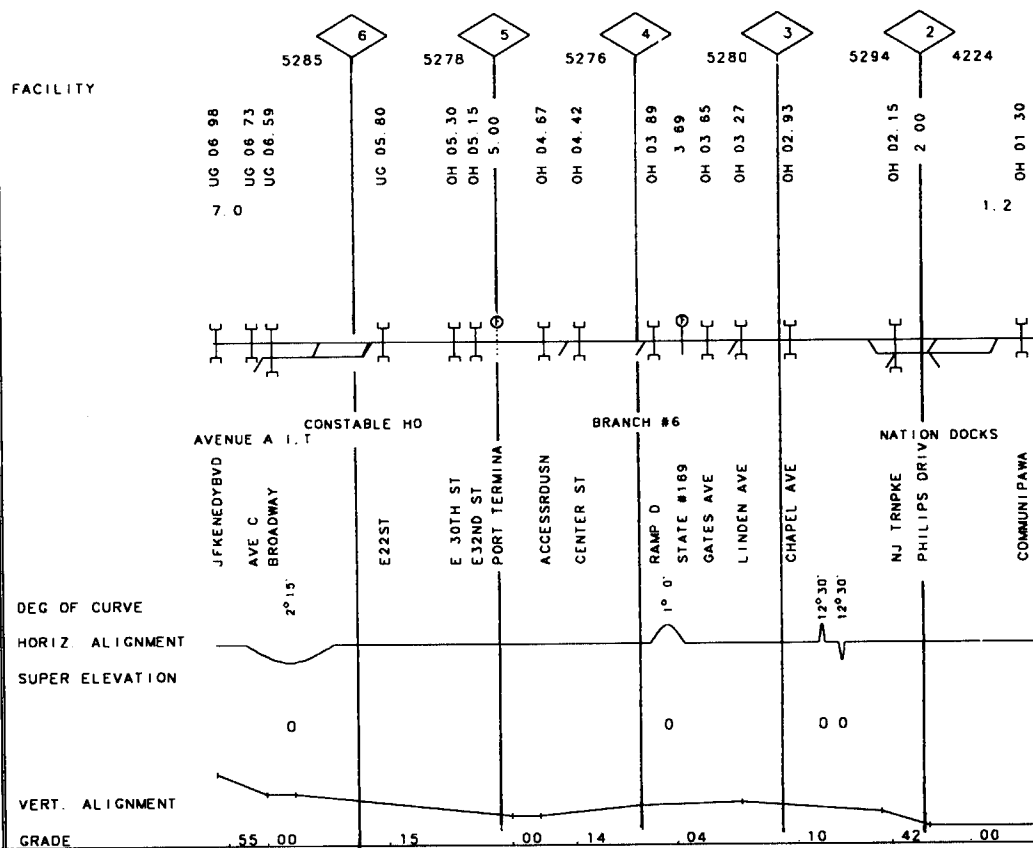 6 5 4 3 2
5285 5278 5276 5280 5294 4224
FACILITY
UG 06 98
UG 06 73
UG 06.59
UG 05.80
OH 05.30
OH 05.15
5.00
OH 04.67
OH 04.42
OH 03 89
3 69
OH 03 65
OH 03 27
OH 02.93
OH 02.15
2 00
OH 01 30
7.0 1.2
P P
CONSTABLE HO BRANCH #6
AVENUE A I.T NATION DOCKS
JFKENEDYBVD
AVE C
BROADWAY
E22ST
E 30TH ST
E32ND ST
PORT TERMINA
ACCESSRDUSN
CENTER ST
RAMP D
STATE #169
GATES AVE
LINDEN AVE
CHAPEL AVE
NJ TRNPKE
PHILIPS DRIV
COMMUNIPAWA
DEG OF CURVE 2°15' 1° 0' 12°30' 12°30'
HORIZ. ALIGNMENT
SUPER ELEVATION
0 0 0 0
VERT. ALIGNMENT
GRADE .55 .00 .15 .00 .14 .04 .10 .42 .00